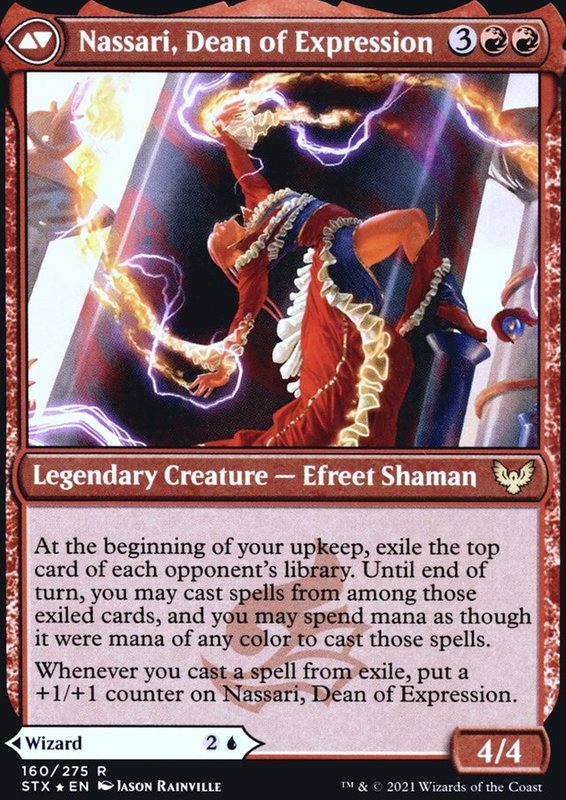 Nassari, Dean of Expression 3
Legendary Creature — Efreet Shaman
At the beginning of your upkeep, exile the top
card of each opponent's library. Until end of
turn, you may cast spells from among those
exiled cards, and you may spend mana as though
it were mana of any color to cast those spells.
Whenever you cast a spell from exile, put a
+1/+1 counter on Nassari, Dean of Expression.
Wizard 2
4/4
160/275 R
STX ★ EN Jason Rainville
™ & © 2021 Wizards of the Coast